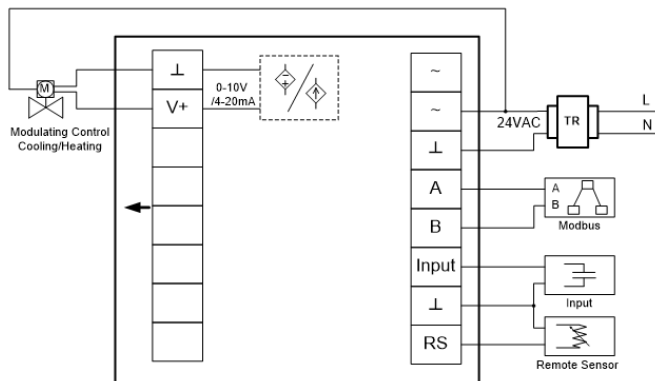 M
Modulating Control
Cooling/Heating
⊥
V+
0-10V
/4-20mA
~
~
⊥
A
B
Input
⊥
RS
24VAC
TR
L
N
A
B
Modbus
Input
Remote Sensor